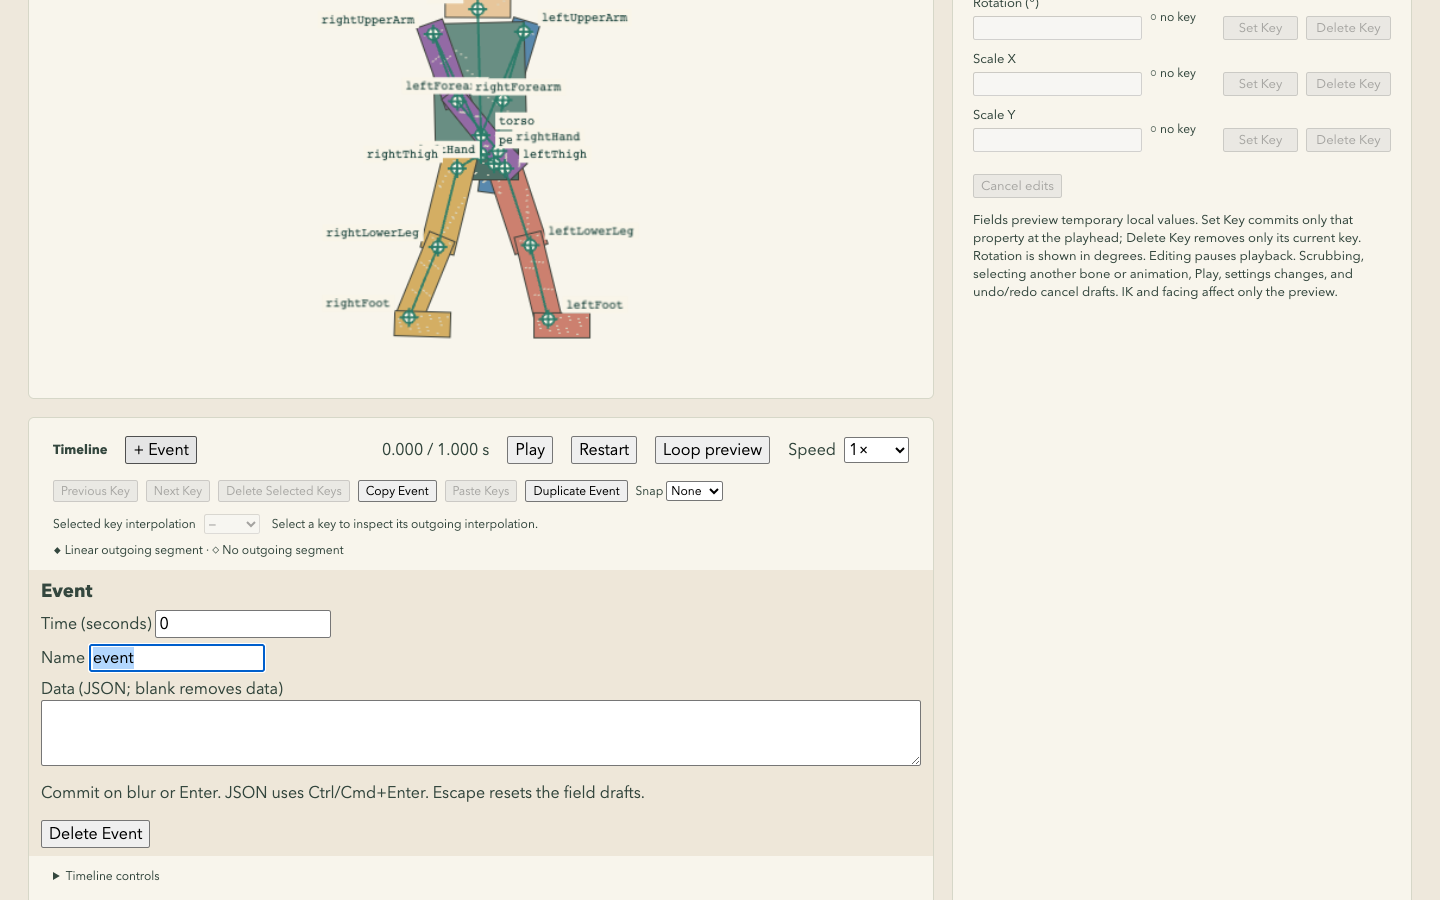 rightUpperArm
leftUpperArm
leftForea
rightForearm
torso
pe
rightHand
Hand
rightThigh
leftThigh
rightLowerLeg
leftLowerLeg
rightFoot
leftFoot
Timeline
+ Event
0.000 / 1.000 s
Play
Restart
Loop preview
Speed
1×
Previous Key
Next Key
Delete Selected Keys
Copy Event
Paste Keys
Duplicate Event
Snap
None
Selected key interpolation
–
Select a key to inspect its outgoing interpolation.
◆ Linear outgoing segment · ◇ No outgoing segment
Event
Time (seconds) 0
Name event
Data (JSON; blank removes data)
Commit on blur or Enter. JSON uses Ctrl/Cmd+Enter. Escape resets the field drafts.
Delete Event
▶ Timeline controls
Rotation (°)
○ no key
Set Key
Delete Key
Scale X
○ no key
Set Key
Delete Key
Scale Y
○ no key
Set Key
Delete Key
Cancel edits
Fields preview temporary local values. Set Key commits only that
property at the playhead; Delete Key removes only its current key.
Rotation is shown in degrees. Editing pauses playback. Scrubbing,
selecting another bone or animation, Play, settings changes, and
undo/redo cancel drafts. IK and facing affect only the preview.